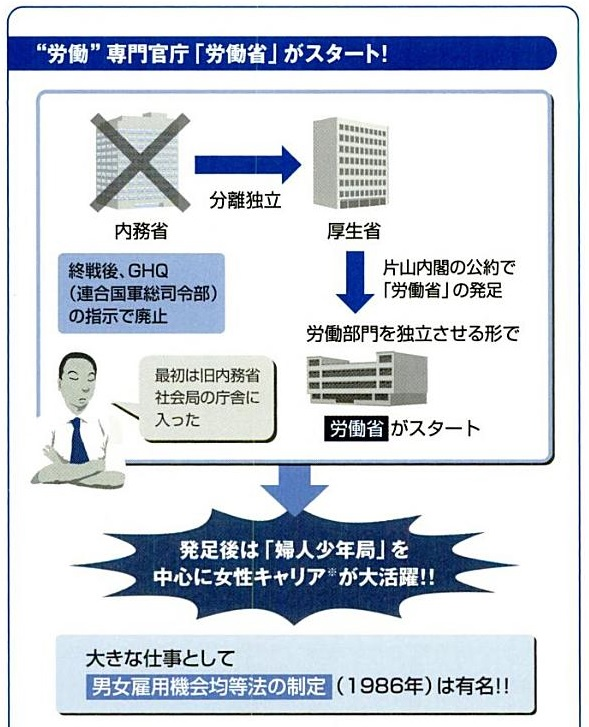 “労働”専門官庁「労働省」がスタート!
分離独立
内務省
厚生省
終戦後、GHQ
（連合国軍総司令部）
の指示で廃止
片山内閣の公約で
「労働省」の発足
労働部門を独立させる形で
最初は旧内務省
社会局の庁舎に
入った
労働省がスタート
発足後は「婦人少年局」を
中心に女性キャリア※が大活躍!!
大きな仕事として
男女雇用機会均等法の制定（1986年）は有名!!